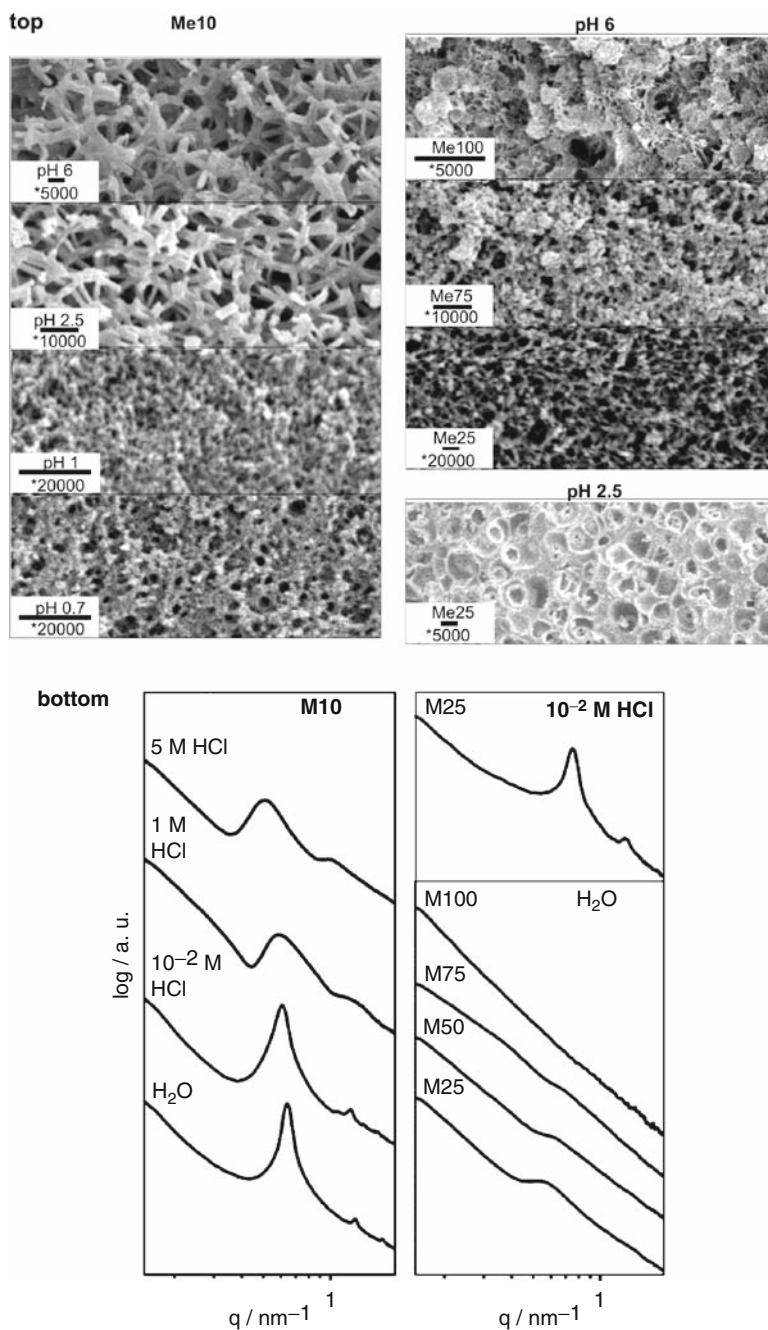 top
Me10
pH 6
*5000
pH 2.5
*10000
pH 1
*20000
pH 0.7
*20000
pH 6
Me100
*5000
Me75
*10000
Me25
*20000
pH 2.5
Me25
*5000
bottom
M10
5 M HCl
1 M
HCl
10⁻² M
HCl
H₂O
log / a. u.
1
q / nm⁻¹
M25
10⁻² M HCl
H₂O
M100
M75
M50
M25
1
q / nm⁻¹